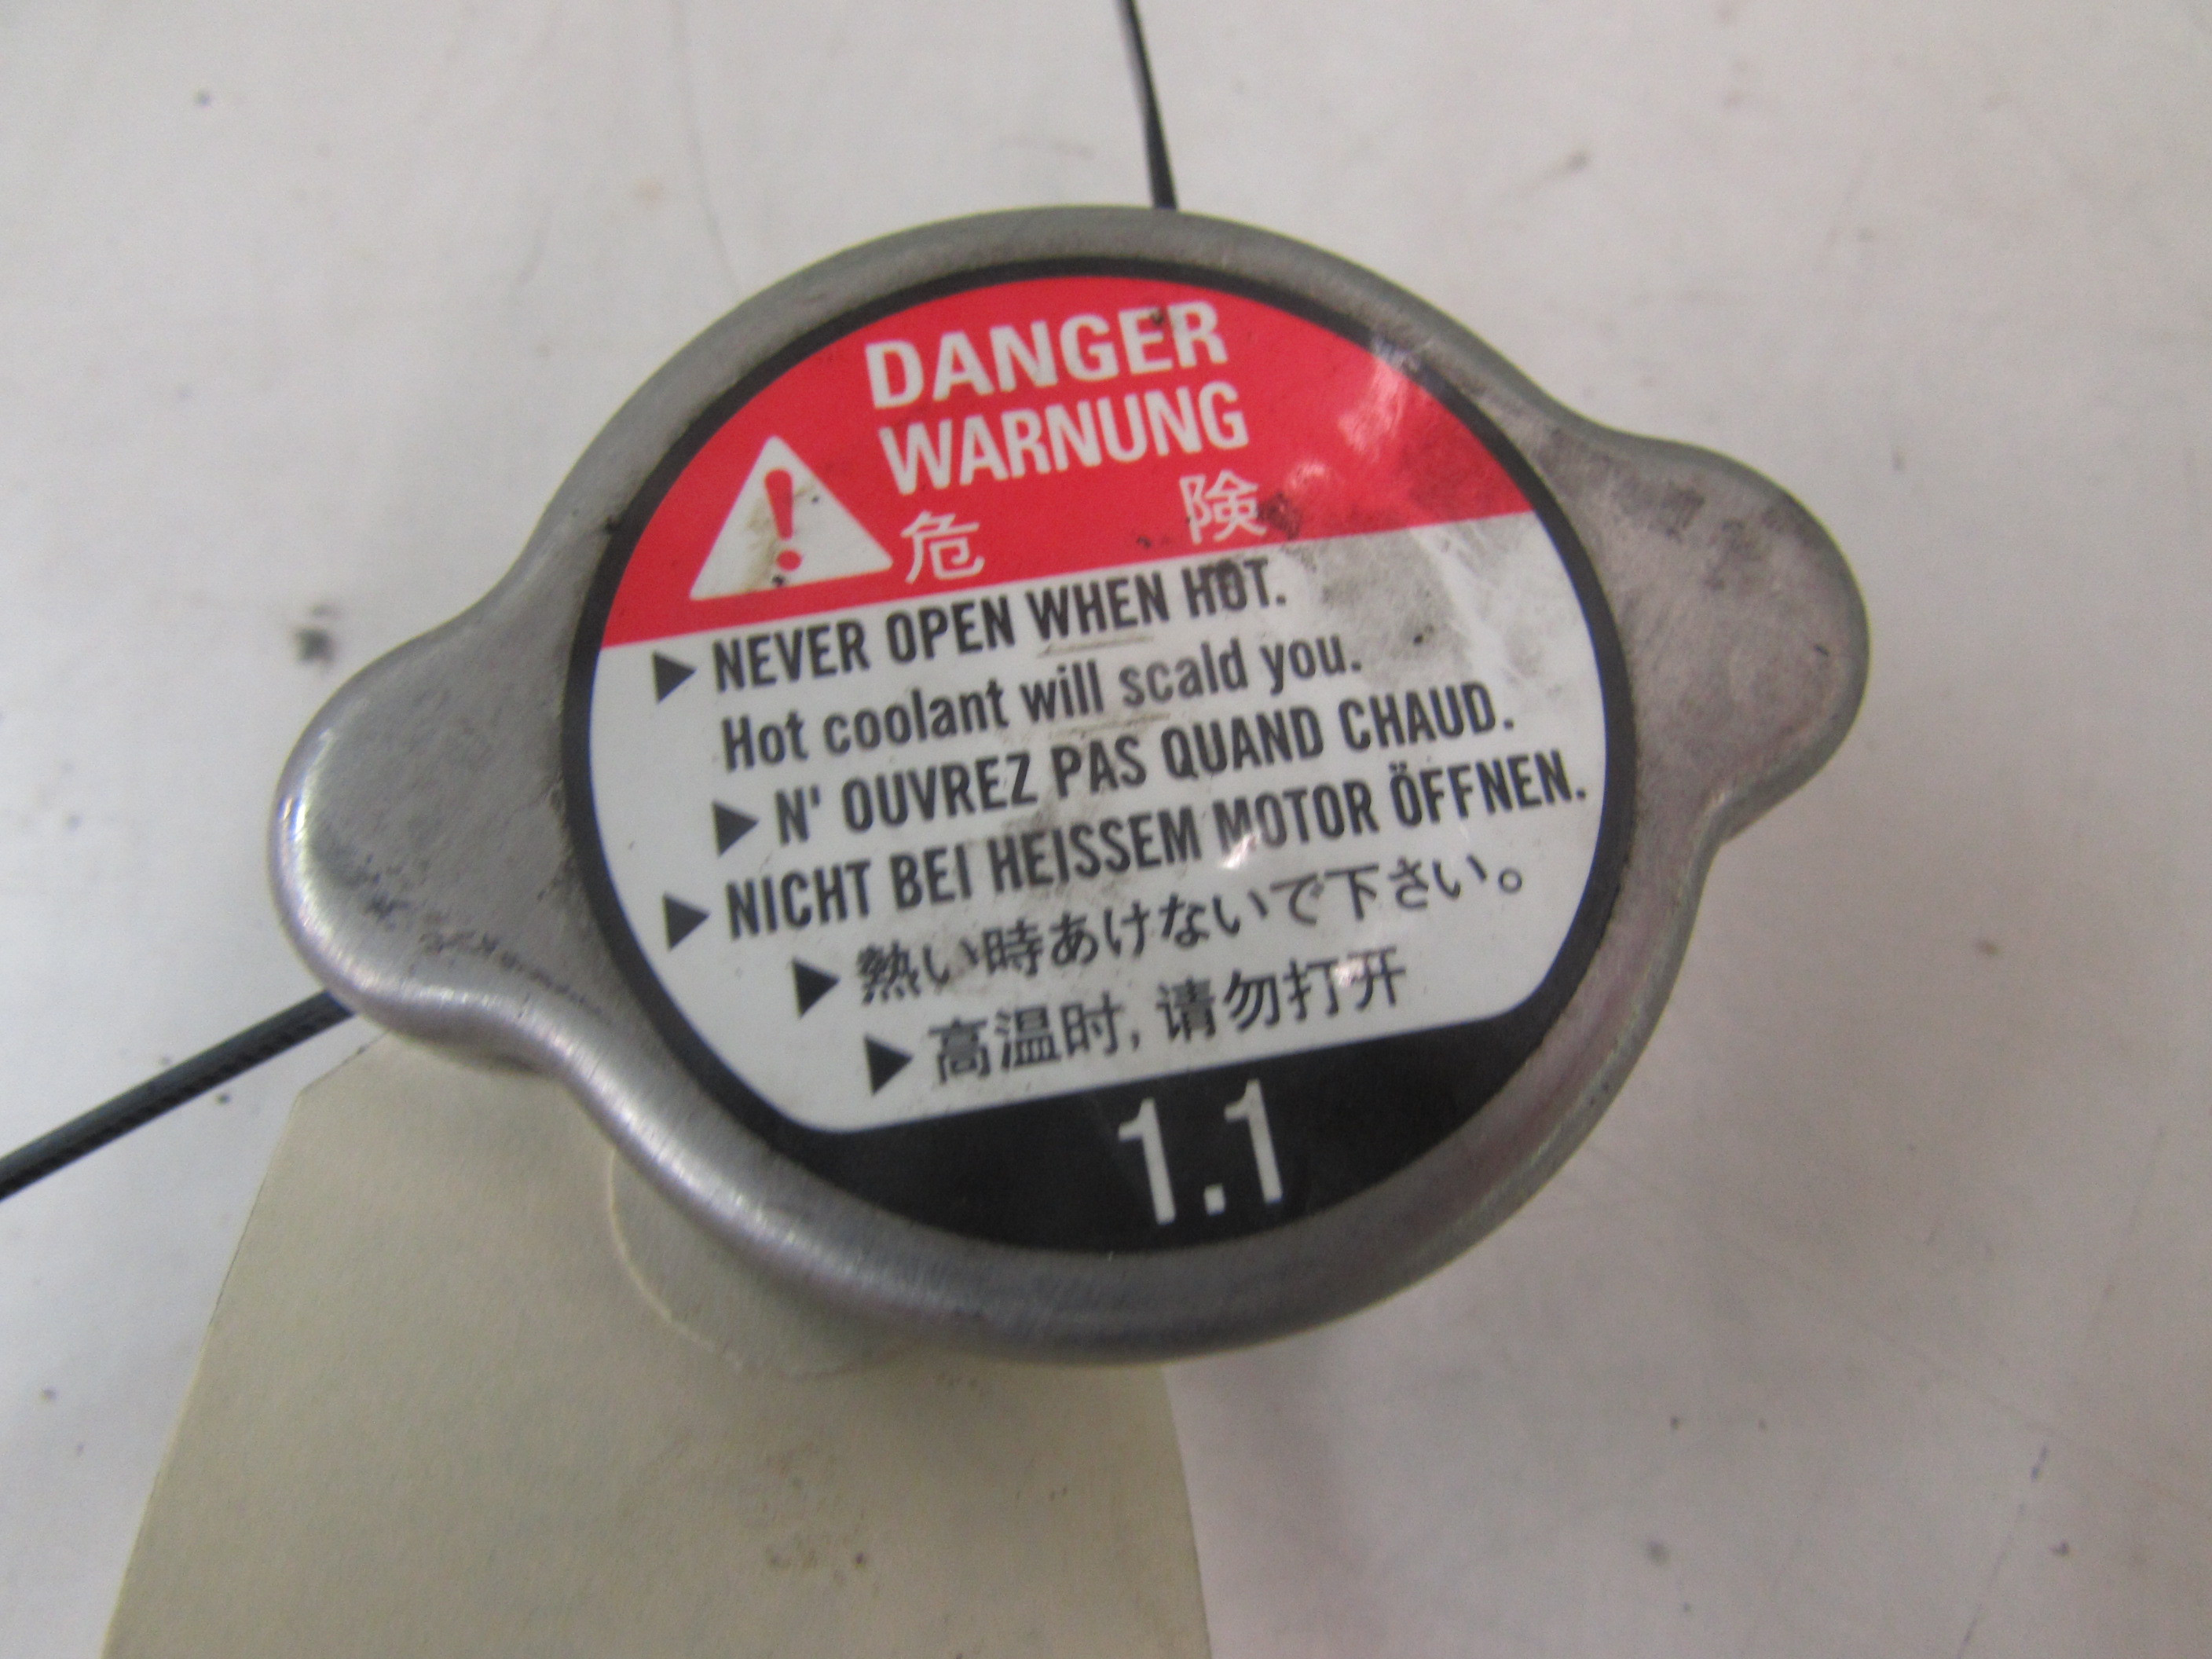 DANGER
WARNUNG
危 険
NEVER OPEN WHEN HOT.
Hot coolant will scald you.
N' OUVREZ PAS QUAND CHAUD.
NICHT BEI HEISSEM MOTOR ÖFFNEN.
熱い時あけないで下さい。
高温时,请勿打开
1.1